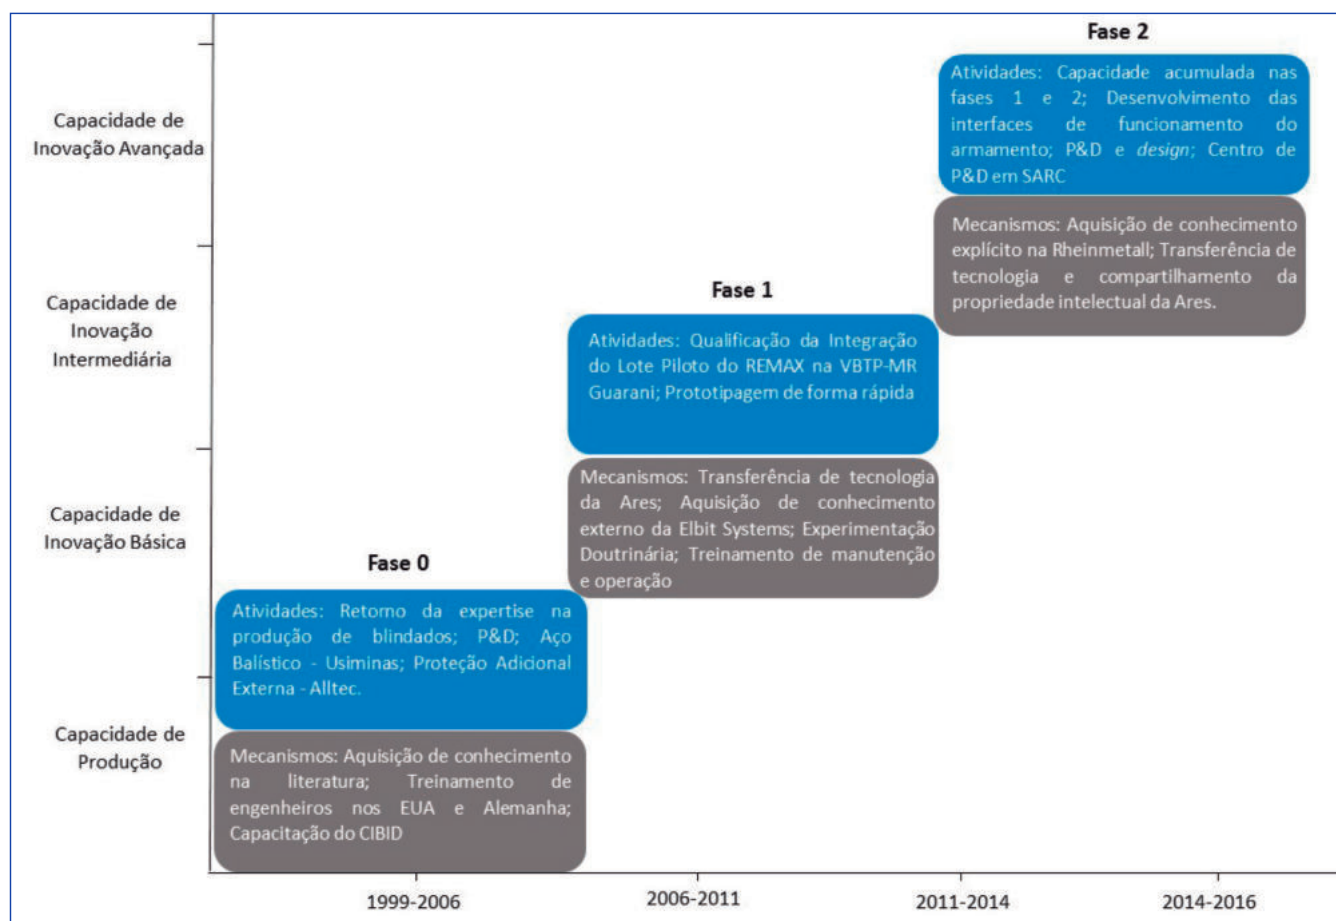 Fase 2
Atividades: Capacidade acumulada nas
fases 1 e 2; Desenvolvimento das
interfaces de funcionamento do
armamento; P&D e design; Centro de
P&D em SARC
Capacidade de
Inovação Avançada
Mecanismos: Aquisição de conhecimento
explícito na Rheinmetall; Transferência de
tecnologia e compartilhamento da
propriedade intelectual da Ares.
Fase 1
Capacidade de
Inovação
Intermediária
Atividades: Qualificação da Integração
do Lote Piloto do REMAX na VBTP-MR
Guarani; Prototipagem de forma rápida
Mecanismos: Transferência de tecnologia
da Ares; Aquisição de conhecimento
externo da Elbit Systems; Experimentação
Doutrinária; Treinamento de manutenção
e operação
Capacidade de
Inovação Básica
Fase 0
Atividades: Retorno da expertise na
produção de blindados; P&D; Aço
Balístico - Usiminas; Proteção Adicional
Externa - Alltec.
Capacidade de
Produção
Mecanismos: Aquisição de conhecimento
na literatura; Treinamento de
engenheiros nos EUA e Alemanha;
Capacitação do CIBID
1999-2006
2006-2011
2011-2014
2014-2016